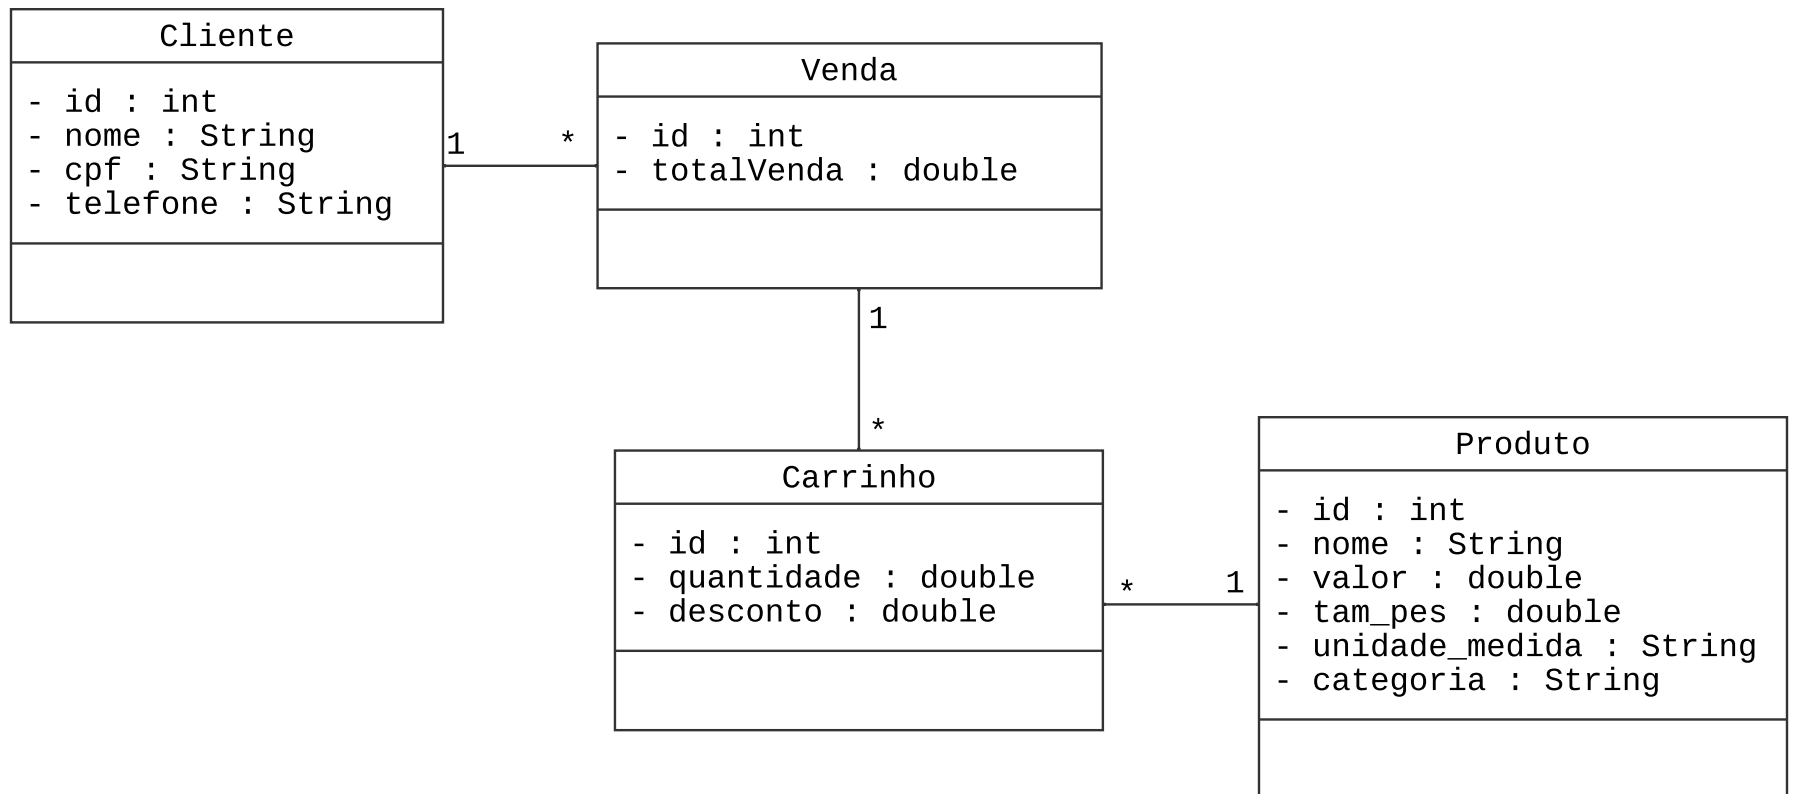 Cliente
- id : int
- nome : String
- cpf : String
- telefone : String
1
*
Venda
- id : int
- totalVenda : double
1
*
Carrinho
- id : int
- quantidade : double
- desconto : double
*
1
Produto
- id : int
- nome : String
- valor : double
- tam_pes : double
- unidade_medida : String
- categoria : String